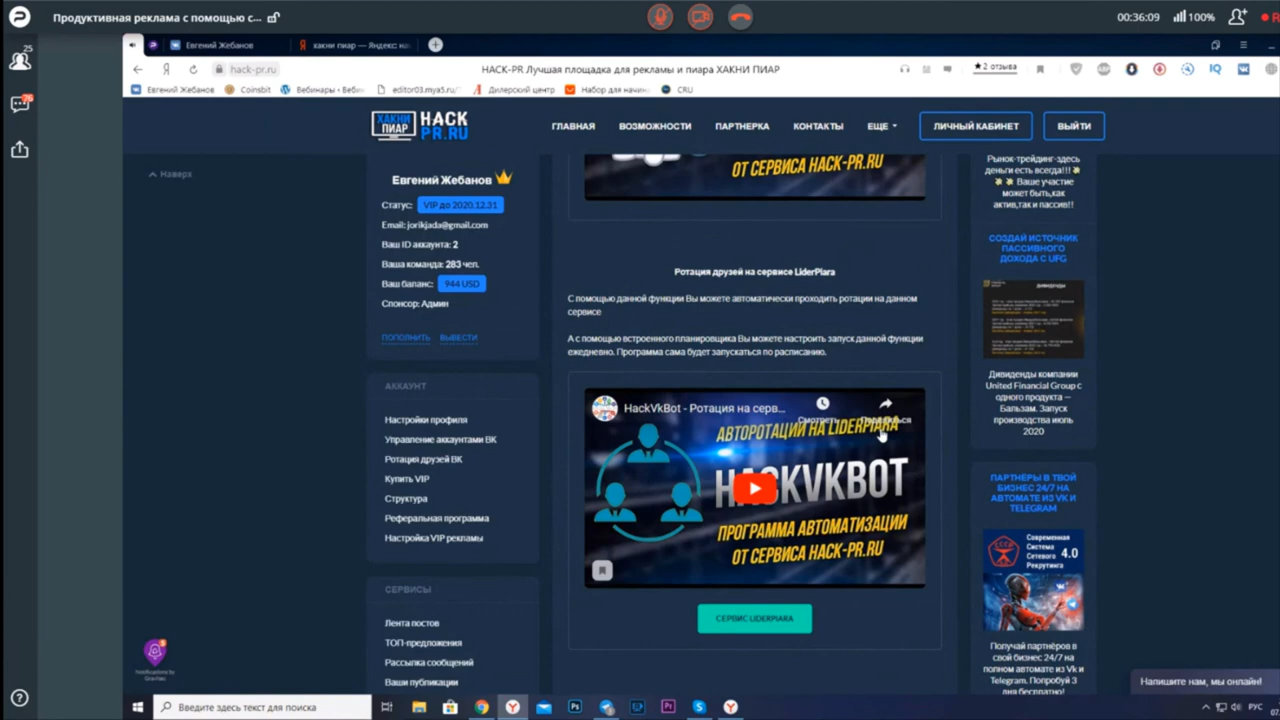 Продуктивная реклама с помощью с...
00:36:09
100%
25
76
Евгений Жебанов
хакни пиар — Яндекс: на
hack-pr.ru
HACK-PR Лучшая площадка для рекламы и пиара ХАКНИ ПИАР
★ 2 отзыва
Евгений Жебанов
Coinsbit
Вебинары • Веби
editor03.my5.ru/
Дилерский центр
Набор для начин
CRU
ХАКНИ ПИАР
HACK PR.RU
ГЛАВНАЯ
ВОЗМОЖНОСТИ
ПАРТНЕРКА
КОНТАКТЫ
ЕЩЕ
ЛИЧНЫЙ КАБИНЕТ
ВЫЙТИ
Наверх
Евгений Жебанов
Статус: VIP до 2020.12.31
Email: jorikjada@gmail.com
Ваш ID аккаунта: 2
Ваша команда: 283 чел.
Ваш баланс: 944 USD
Спонсор: Админ
ПОПОЛНИТЬ
ВЫВЕСТИ
АККАУНТ
Настройки профиля
Управление аккаунтами ВК
Ротация друзей ВК
Купить VIP
Структура
Реферальная программа
Настройка VIP рекламы
СЕРВИСЫ
Лента постов
ТОП-предложения
Рассылка сообщений
Ваши публикации
ОТ СЕРВИСА HACK-PR.RU
Ротация друзей на сервисе LiderPiara
С помощью данной функции Вы можете автоматически проходить ротации на данном
сервисе
А с помощью встроенного планировщика Вы можете настроить запуск данной функции
ежедневно. Программа сама будет запускаться по расписанию.
HackVkBot - Ротация на серв...
АВТОРОТАЦИИ НА LIDERPIARA
HACKVKBOT
ПРОГРАММА АВТОМАТИЗАЦИИ
ОТ СЕРВИСА HACK-PR.RU
СЕРВИС LIDERPIARA
Рынок-трейдинг-здесь
деньги есть всегда!!!
Ваше участие
может быть,как
актив,так и пассив!!
СОЗДАЙ ИСТОЧНИК
ПАССИВНОГО
ДОХОДА С UFG
ДИВИДЕНДЫ
Дивиденды компании
United Financial Group с
одного продукта —
Бальзам. Запуск
производства июль
2020
ПАРТНЁРЫ В ТВОЙ
БИЗНЕС 24/7 НА
АВТОМАТЕ ИЗ VK И
TELEGRAM
СССР
Современная
Система
Сетевого
Рекрутинга
4.0
Получай партнёров в
свой бизнес 24/7 на
полном автомате из Vk и
Telegram. Попробуй 3
дня бесплатно!
Напишите нам, мы онлайн!
Notifications by
Gravitec
Введите здесь текст для поиска
РУС